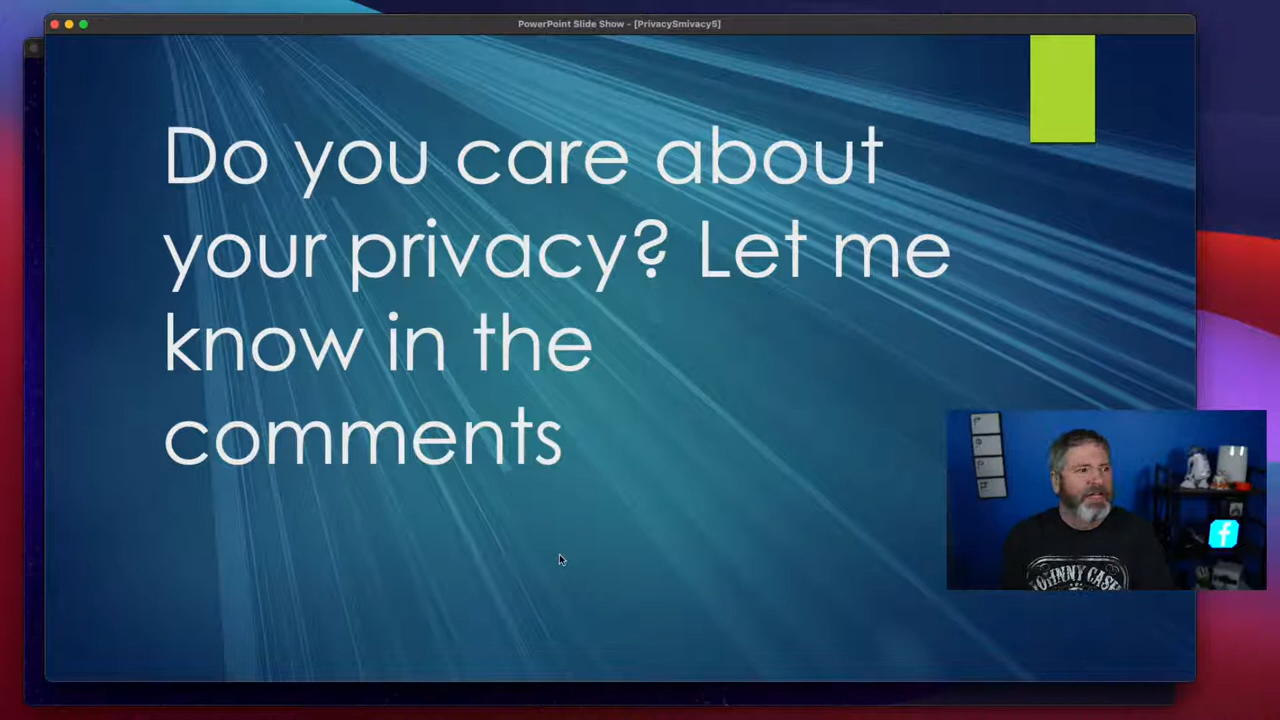 PowerPoint Slide Show - [PrivacySmivacy5]
Do you care about
your privacy? Let me
know in the
comments
JOHNNY CASH
f